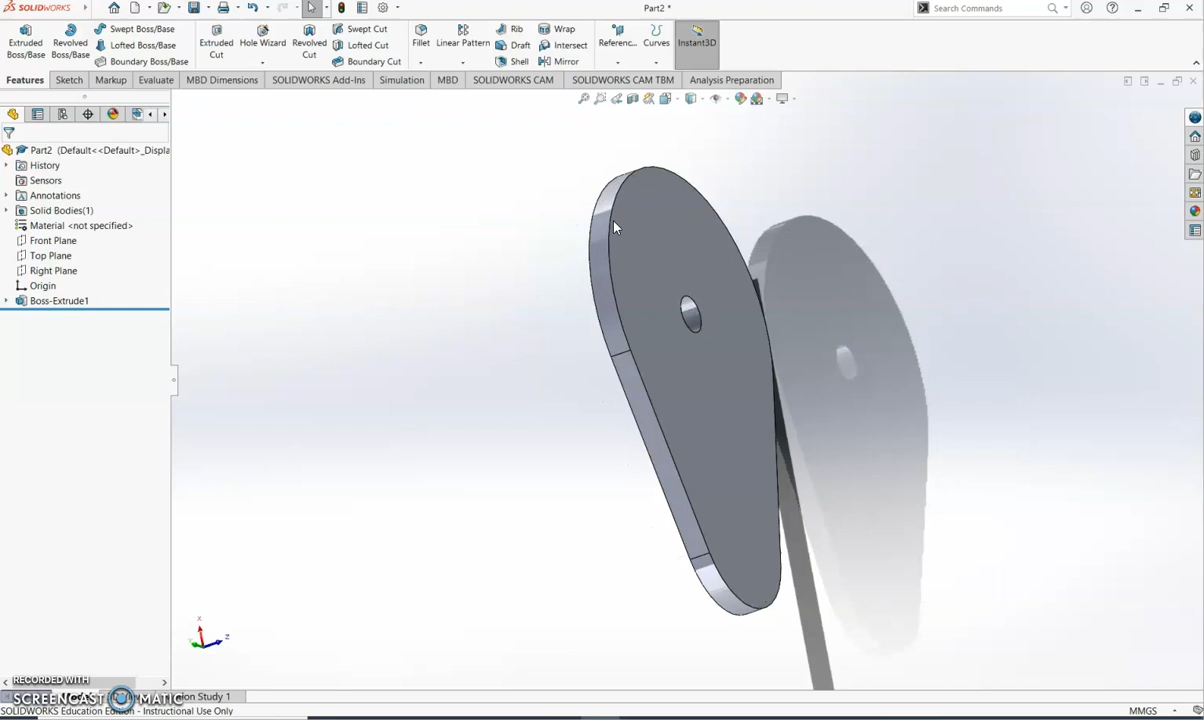 SOLIDWORKS
Part2 *
Search Commands
Extruded Boss/Base
Revolved Boss/Base
Swept Boss/Base
Lofted Boss/Base
Boundary Boss/Base
Extruded Cut
Hole Wizard
Revolved Cut
Swept Cut
Lofted Cut
Boundary Cut
Fillet
Linear Pattern
Rib
Draft
Shell
Wrap
Intersect
Mirror
Referenc...
Curves
Instant3D
Features Sketch Markup Evaluate MBD Dimensions SOLIDWORKS Add-Ins Simulation MBD SOLIDWORKS CAM SOLIDWORKS CAM TBM Analysis Preparation
Part2 (Default<<Default>_Displa
History
Sensors
Annotations
Solid Bodies(1)
Material <not specified>
Front Plane
Top Plane
Right Plane
Origin
Boss-Extrude1
X
Y
Z
RECORDED WITH
SCREENCAST MATIC
Study 1
SOLIDWORKS Education Edition - Instructional Use Only
MMGS